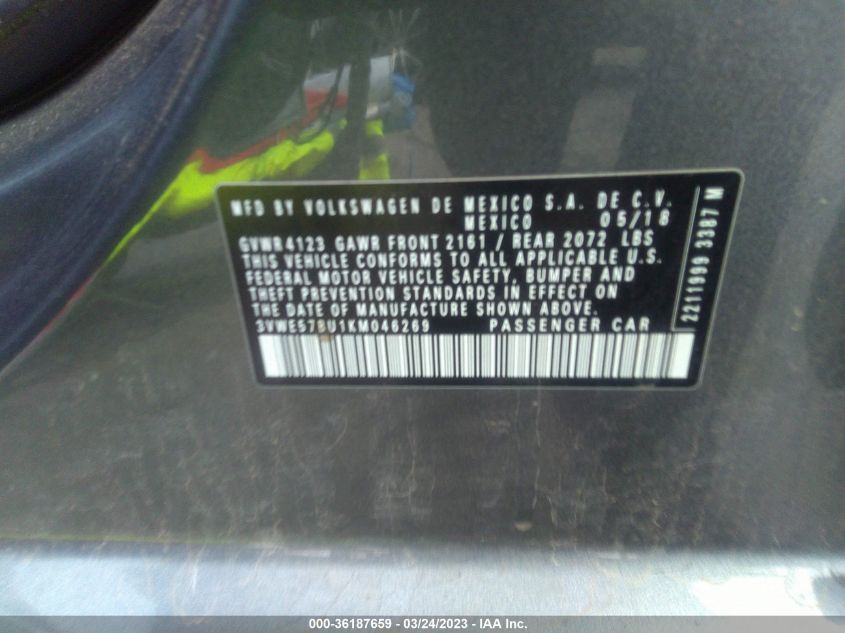 MFD BY VOLKSWAGEN DE MEXICO S.A. DE C.V.
MEXICO 05/18
GVWR 4123 GAWR FRONT 2161 / REAR 2072 LBS
THIS VEHICLE CONFORMS TO ALL APPLICABLE U.S.
FEDERAL MOTOR VEHICLE SAFETY, BUMPER AND
THEFT PREVENTION STANDARDS IN EFFECT ON
THE DATE OF MANUFACTURE SHOWN ABOVE.
3VWE57BU1KM046269 PASSENGER CAR
2211999 3387 M
000-36187659 - 03/24/2023 - IAA Inc.